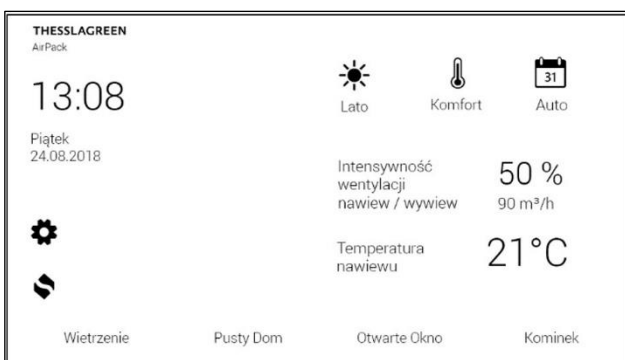 THESSLAGREEN
AirPack
13:08
Piątek
24.08.2018
31
Lato
Komfort
Auto
Intensywność
wentylacji
nawiew / wywiew
50 %
90 m³/h
Temperatura
nawiewu
21°C
Wietrzenie
Pusty Dom
Otwarte Okno
Kominek